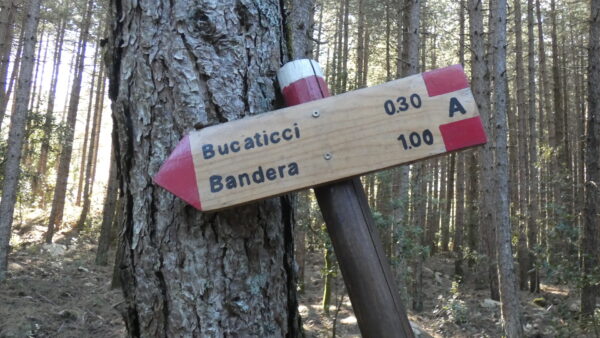 Bucaticci 0.30
Bandera 1.00
A